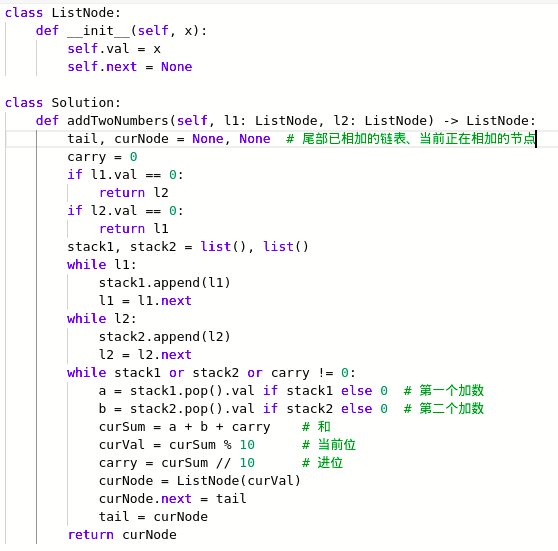 class ListNode:
    def __init__(self, x):
        self.val = x
        self.next = None

class Solution:
    def addTwoNumbers(self, l1: ListNode, l2: ListNode) -> ListNode:
        tail, curNode = None, None  # 尾部已相加的链表、当前正在相加的节点
        carry = 0
        if l1.val == 0:
            return l2
        if l2.val == 0:
            return l1
        stack1, stack2 = list(), list()
        while l1:
            stack1.append(l1)
            l1 = l1.next
        while l2:
            stack2.append(l2)
            l2 = l2.next
        while stack1 or stack2 or carry != 0:
            a = stack1.pop().val if stack1 else 0  # 第一个加数
            b = stack2.pop().val if stack2 else 0  # 第二个加数
            curSum = a + b + carry    # 和
            curVal = curSum % 10      # 当前位
            carry = curSum // 10      # 进位
            curNode = ListNode(curVal)
            curNode.next = tail
            tail = curNode
        return curNode